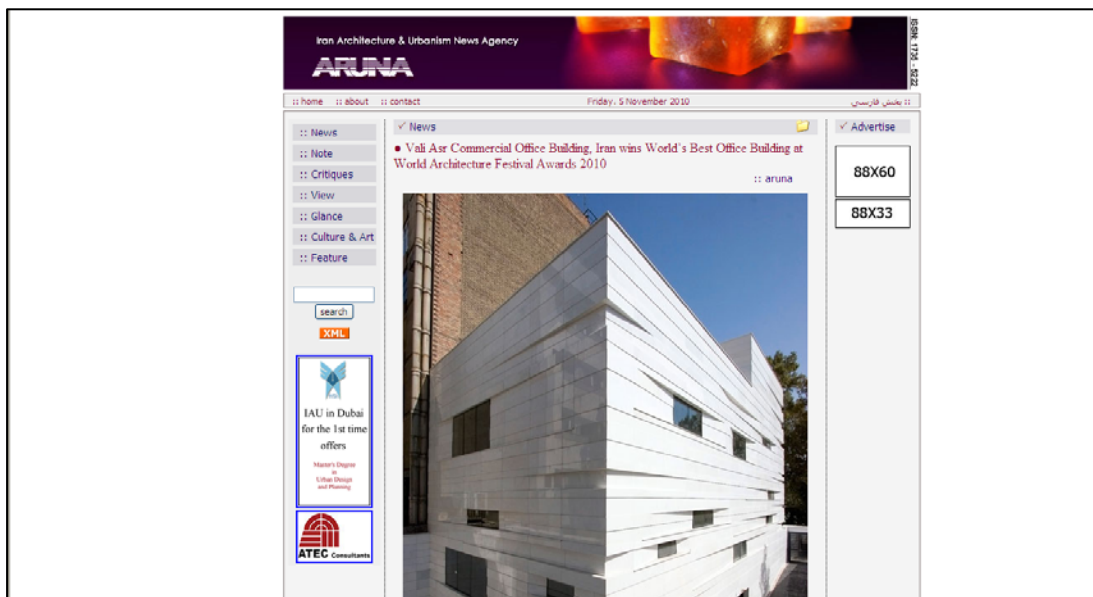 Iran Architecture & Urbanism News Agency
ARUNA
ISSN: 1735 - 5222
:: home :: about :: contact
Friday. 5 November 2010
:: بخش فارسی
:: News
:: Note
:: Critiques
:: View
:: Glance
:: Culture & Art
:: Feature
search
XML
IAU in Dubai
for the 1st time
offers
Master's Degree
in
Urban Design
and Planning
ATEC Consultants
✓ News
● Vali Asr Commercial Office Building, Iran wins World`s Best Office Building at
World Architecture Festival Awards 2010
:: aruna
✓ Advertise
88X60
88X33